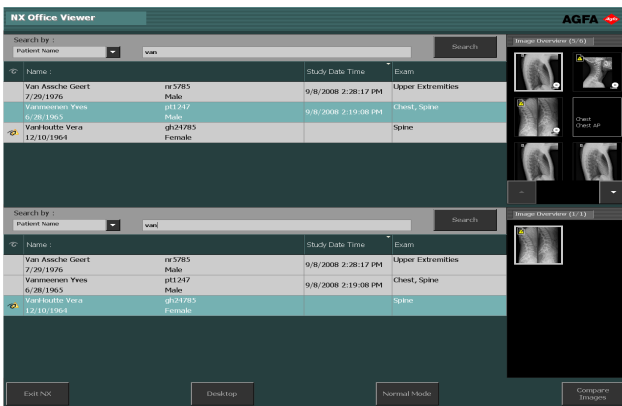 NX Office Viewer
AGFA
Search by :
Patient Name
van
Search
Image Overview (5/6)
Name :
Study Date Time
Exam
Van Assche Geert nr5785 9/8/2008 2:28:17 PM Upper Extremities
7/29/1976 Male
Vanmeenen Yves pt1247 9/8/2008 2:19:08 PM Chest, Spine
6/28/1965 Male
VanHoutte Vera gh24785 Spine
12/10/1964 Female
Chest
Chest AP
Search by :
Patient Name
van
Search
Image Overview (1/1)
Name :
Study Date Time
Exam
Van Assche Geert nr5785 9/8/2008 2:28:17 PM Upper Extremities
7/29/1976 Male
Vanmeenen Yves pt1247 9/8/2008 2:19:08 PM Chest, Spine
6/28/1965 Male
VanHoutte Vera gh24785 Spine
12/10/1964 Female
Exit NX
Desktop
Normal Mode
Compare
Images